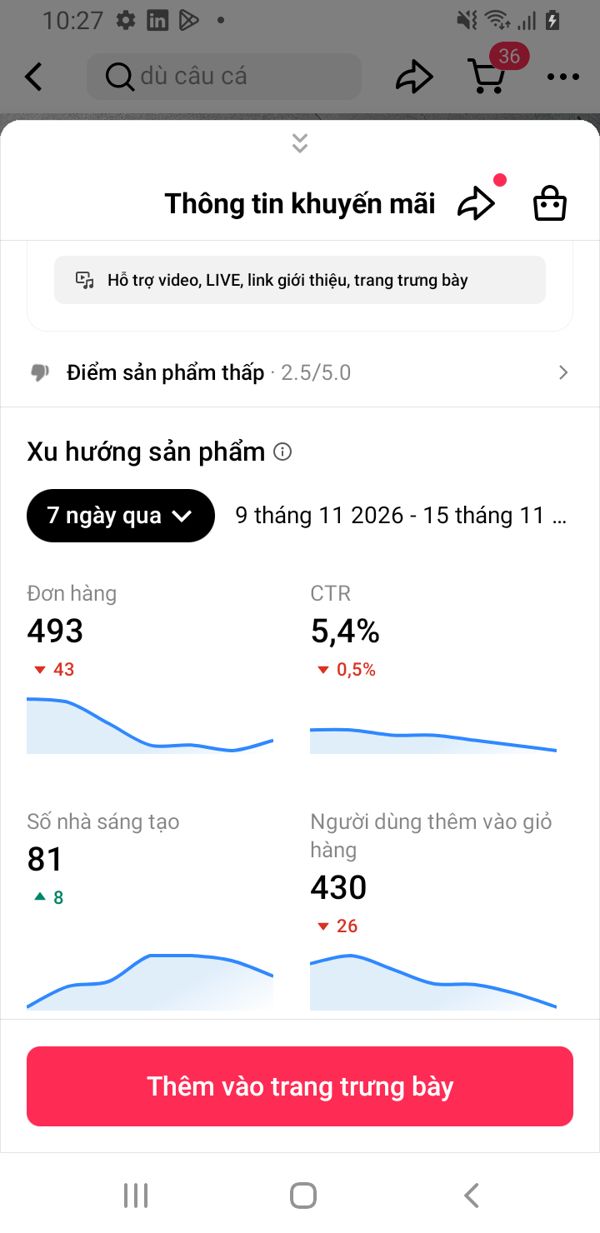 10:27
dù câu cá
36
Thông tin khuyến mãi
Hỗ trợ video, LIVE, link giới thiệu, trang trưng bày
Điểm sản phẩm thấp · 2.5/5.0
Xu hướng sản phẩm
7 ngày qua
9 tháng 11 2026 - 15 tháng 11 ...
Đơn hàng
493
43
CTR
5,4%
0,5%
Số nhà sáng tạo
81
8
Người dùng thêm vào giỏ
hàng
430
26
Thêm vào trang trưng bày